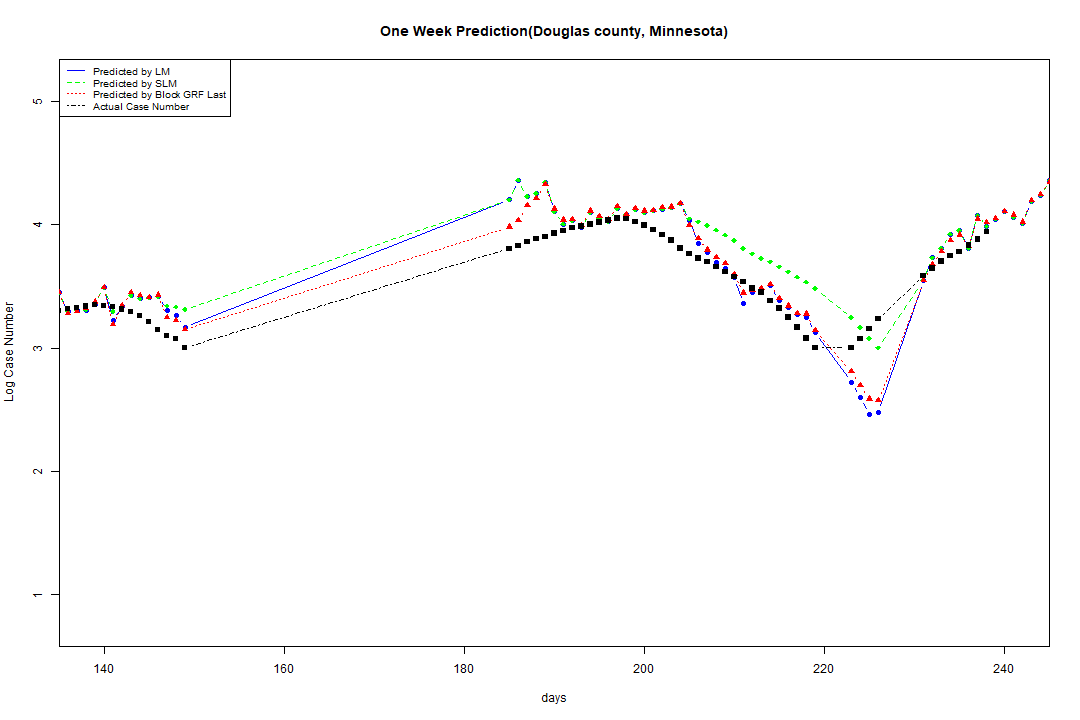 One Week Prediction(Douglas county, Minnesota)
Predicted by LM
Predicted by SLM
Predicted by Block GRF Last
Actual Case Number
5
4
3
2
1
Log Case Number
140 160 180 200 220 240
days